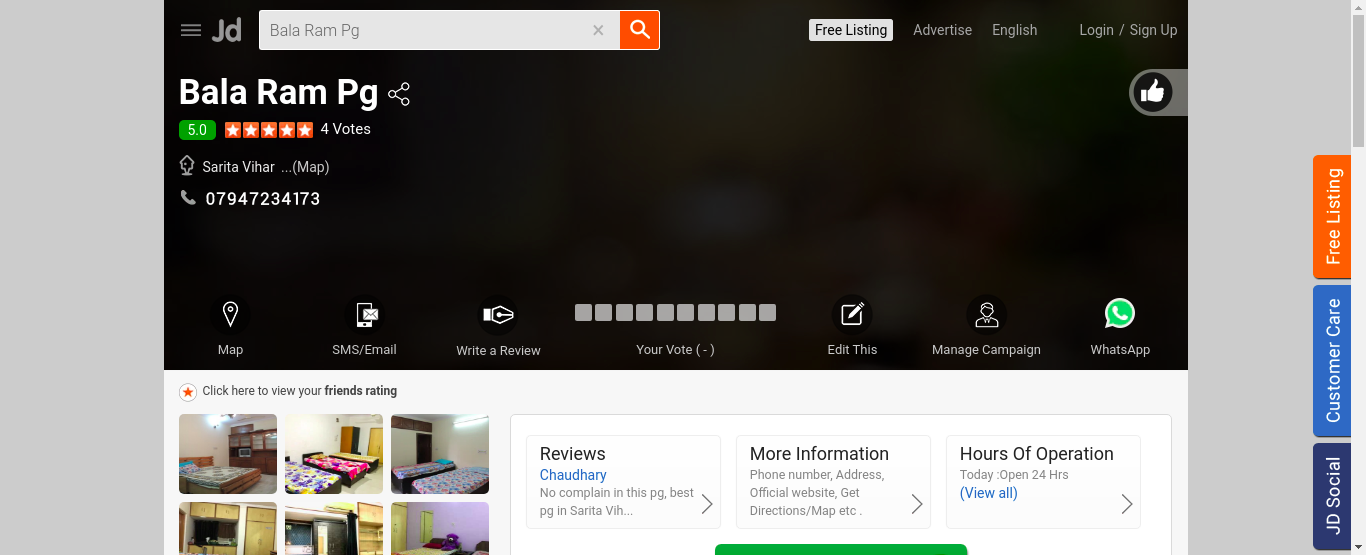 Jd
Bala Ram Pg
Free Listing
Advertise
English
Login / Sign Up
Bala Ram Pg
5.0
4 Votes
Sarita Vihar ...(Map)
07947234173
Map
SMS/Email
Write a Review
Your Vote ( - )
Edit This
Manage Campaign
WhatsApp
Click here to view your friends rating
Reviews
Chaudhary
No complain in this pg, best
pg in Sarita Vih...
More Information
Phone number, Address,
Official website, Get
Directions/Map etc .
Hours Of Operation
Today :Open 24 Hrs
(View all)
Free Listing
Customer Care
JD Social